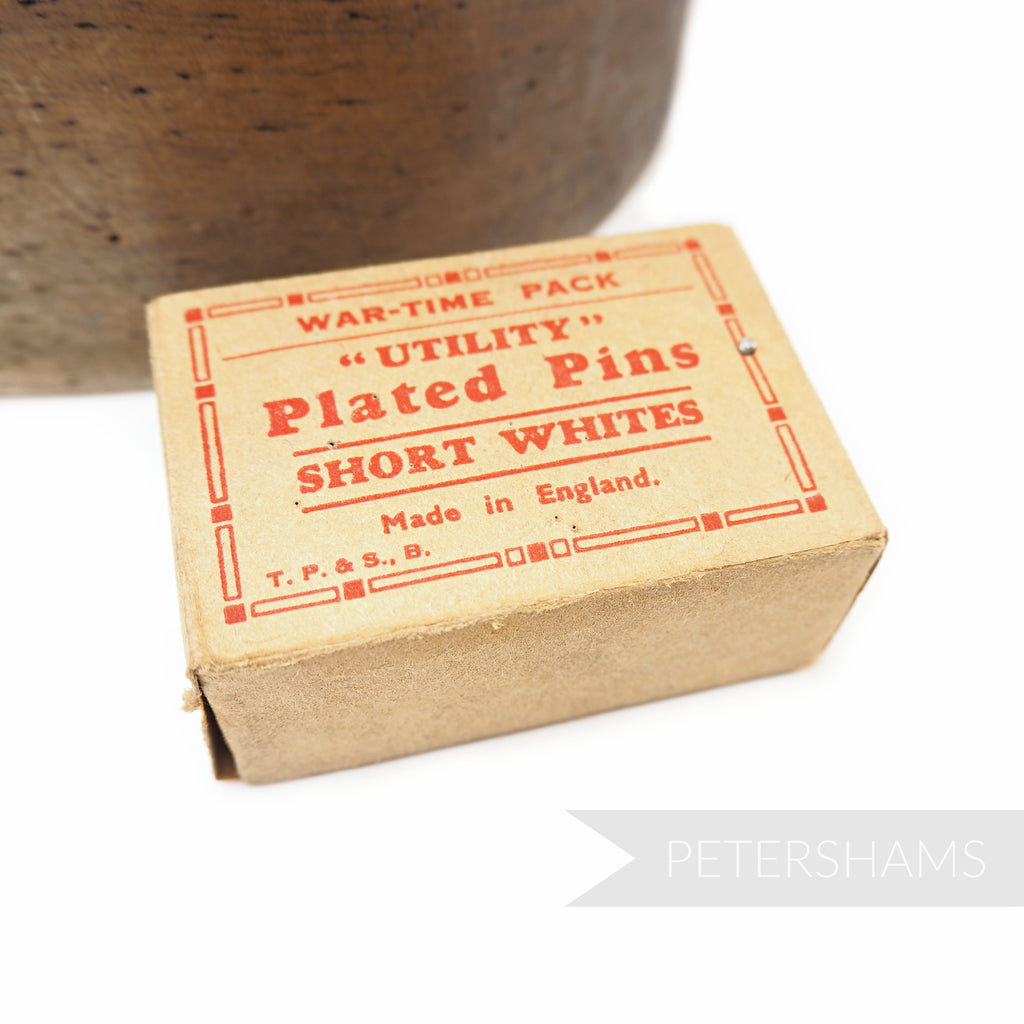 WAR-TIME PACK
“UTILITY”
Plated Pins
SHORT WHITES
Made in England.
T. P. & S., B.
PETERSHAMS